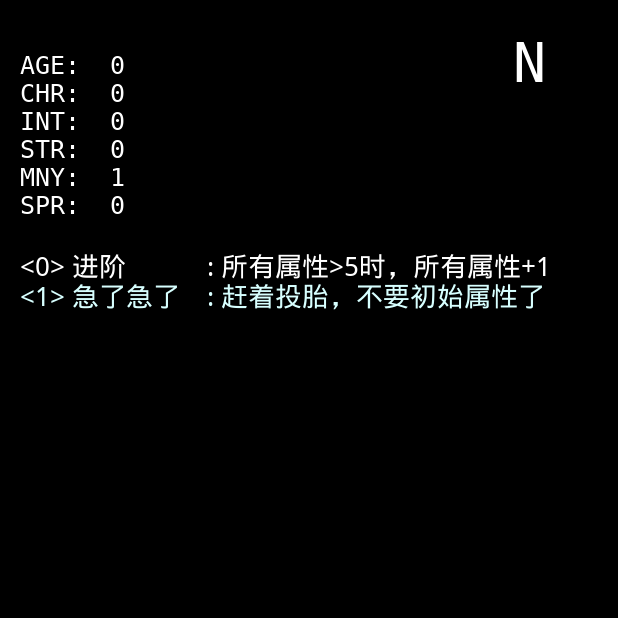 N
AGE: 0
CHR: 0
INT: 0
STR: 0
MNY: 1
SPR: 0
<0> 进阶 : 所有属性>5时，所有属性+1
<1> 急了急了 : 赶着投胎，不要初始属性了